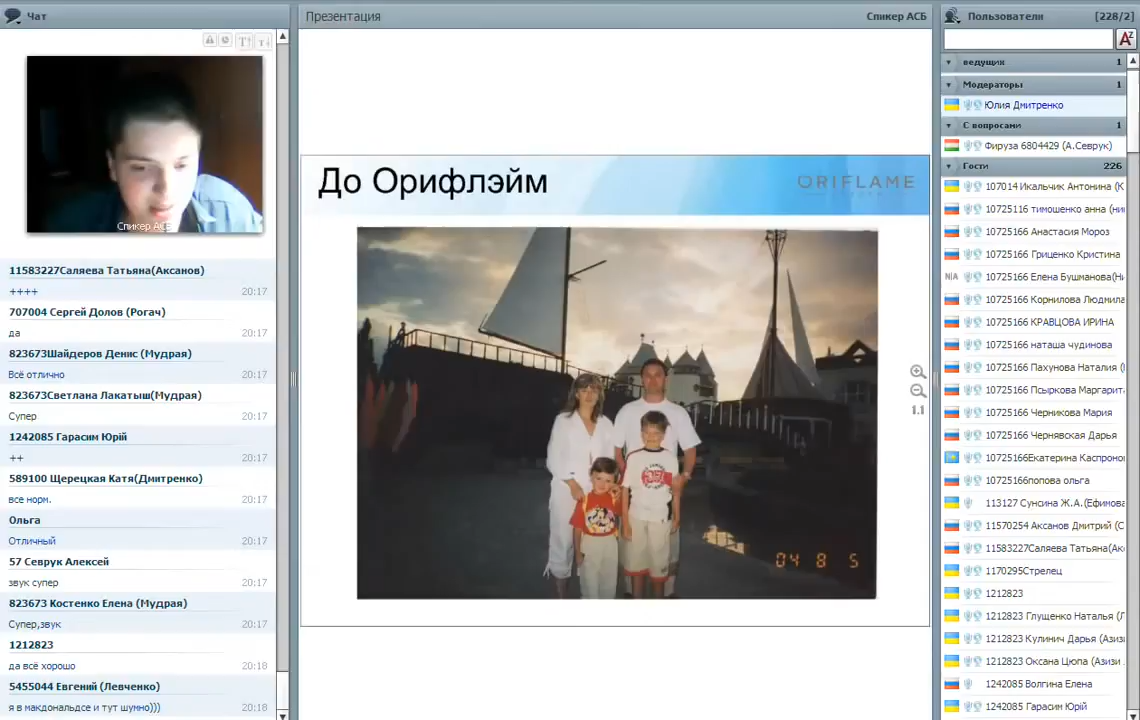 Чат
Спикер АСБ
11583227Саляева Татьяна(Аксанов)
++++
20:17
707004 Сергей Долов (Рогач)
да
20:17
823673Шайдеров Денис (Мудрая)
Всё отлично
20:17
823673Светлана Лакатыш(Мудрая)
Супер
20:17
1242085 Гарасим Юрій
++
20:17
589100 Щерецкая Катя(Дмитренко)
все норм.
20:17
Ольга
Отличный
20:17
57 Севрук Алексей
звук супер
20:17
823673 Костенко Елена (Мудрая)
Супер,звук
20:17
1212823
да всё хорошо
20:18
5455044 Евгений (Левченко)
я в макдональдсе и тут шумно)))
20:18
Презентация
Спикер АСБ
До Орифлэйм
ORIFLAME
04 8 5
1.1
Пользователи
[228/2]
ведущих 1
Модераторы 1
Юлия Дмитренко
С вопросами 1
Фируза 6804429 (А.Севрук)
Гости 226
107014 Икальчик Антонина (К
10725116 тимошенко анна (ни
10725166 Анастасия Мороз
10725166 Гриценко Кристина
N\A 10725166 Елена Бушманова(Ни
10725166 Корнилова Людмила
10725166 КРАВЦОВА ИРИНА
10725166 наташа чудинова
10725166 Пахунова Наталия (
10725166 Псыркова Маргарит
10725166 Черникова Мария
10725166 Чернявская Дарья
10725166Екатерина Каспроно
10725166попова ольга
113127 Сунсина Ж.А.(Ефимова
11570254 Аксанов Дмитрий (С
11583227Саляева Татьяна(Ак
1170295Стрелец
1212823
1212823 Глущенко Наталья (Л
1212823 Кулинич Дарья (Азиз
1212823 Оксана Цюпа (Азизи
1242085 Волгина Елена
1242085 Гарасим Юрій